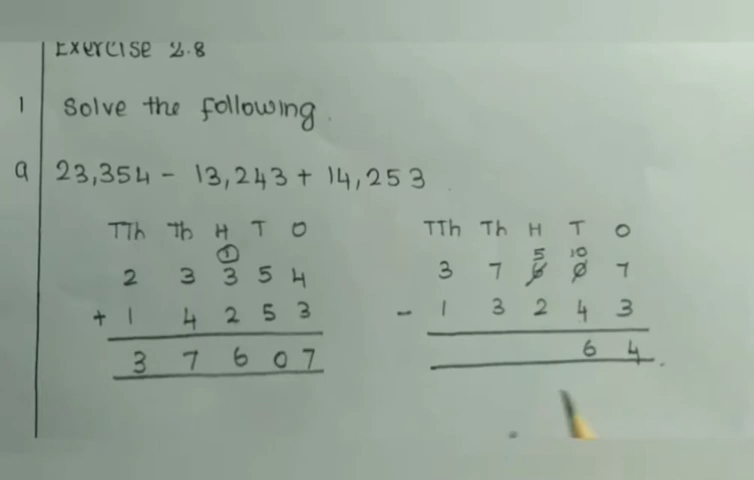 Exercise 2.8
1 Solve the following.
a 23,354 - 13,243 + 14,253
TTh Th H T O
1
2 3 3 5 4
+ 1 4 2 5 3
3 7 6 0 7
TTh Th H T O
5 10
3 7 6 0 7
- 1 3 2 4 3
6 4